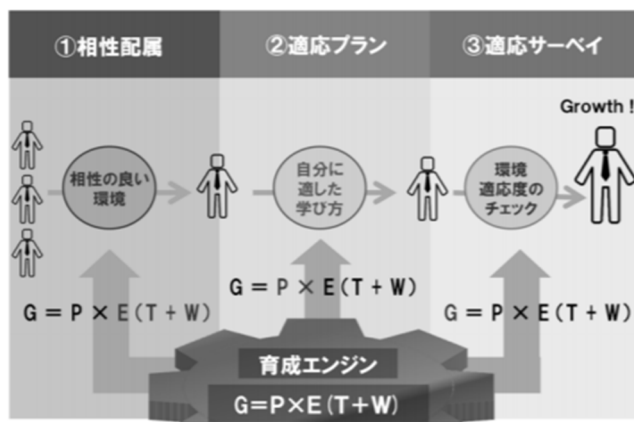 ①相性配属
②適応プラン
③適応サーベイ
Growth !
相性の良い
環境
自分に
適した
学び方
環境
適応度の
チェック
G = P × E (T + W)
G = P × E (T + W)
G = P × E (T + W)
育成エンジン
G=P×E(T+W)